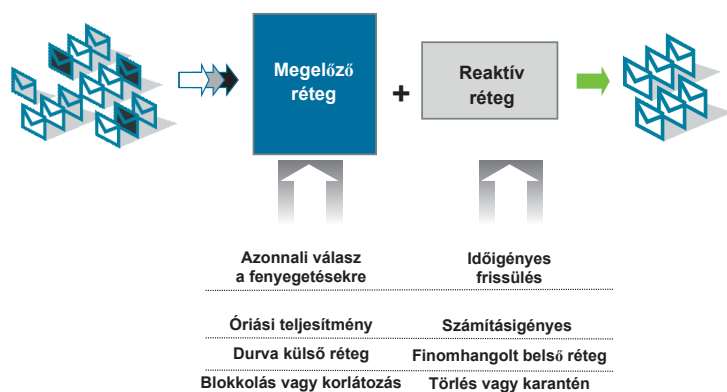 Megelőző
réteg
+
Reaktív
réteg
Azonnali válasz
a fenyegetésekre
Időigényes
frissülés
Óriási teljesítmény
Számításigényes
Durva külső réteg
Finomhangolt belső réteg
Blokkolás vagy korlátozás
Törlés vagy karantén